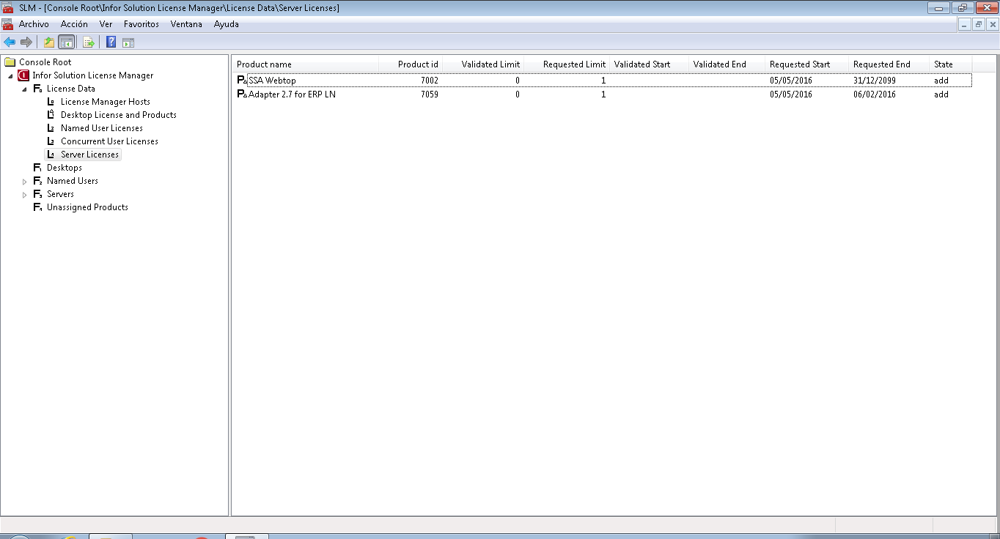 SLM - [Console Root\Infor Solution License Manager\License Data\Server Licenses]
Archivo Acción Ver Favoritos Ventana Ayuda
Console Root
Infor Solution License Manager
License Data
License Manager Hosts
Desktop License and Products
Named User Licenses
Concurrent User Licenses
Server Licenses
Desktops
Named Users
Servers
Unassigned Products
Product name Product id Validated Limit Requested Limit Validated Start Validated End Requested Start Requested End State
SSA Webtop 7002 0 1 05/05/2016 31/12/2099 add
Adapter 2.7 for ERP LN 7059 0 1 05/05/2016 06/02/2016 add